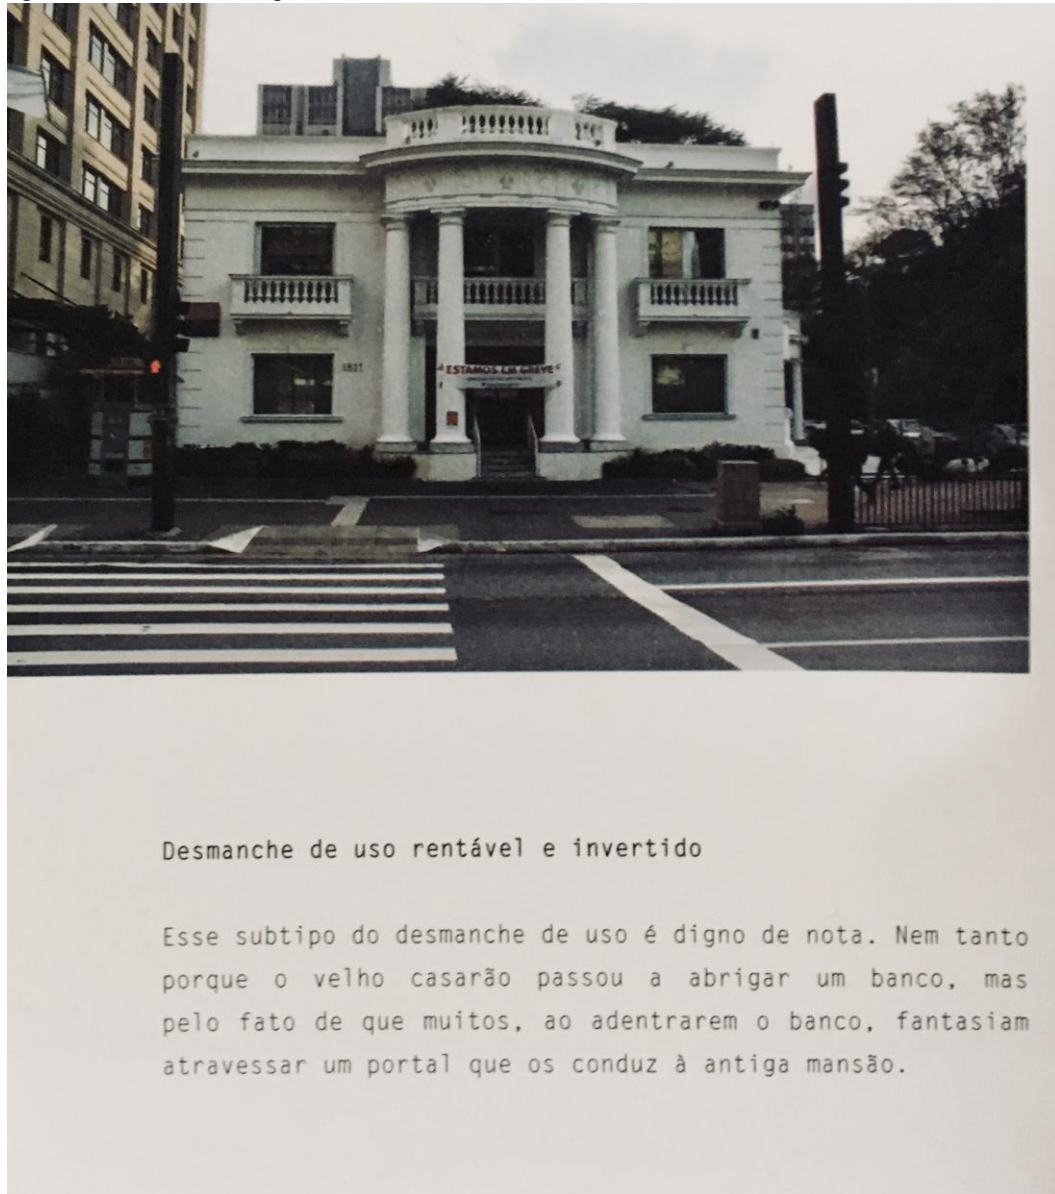 1811
ESTAMOS EM GREVE
Desmanche de uso rentável e invertido
Esse subtipo do desmanche de uso é digno de nota. Nem tanto
porque o velho casarão passou a abrigar um banco, mas
pelo fato de que muitos, ao adentrarem o banco, fantasiam
atravessar um portal que os conduz à antiga mansão.